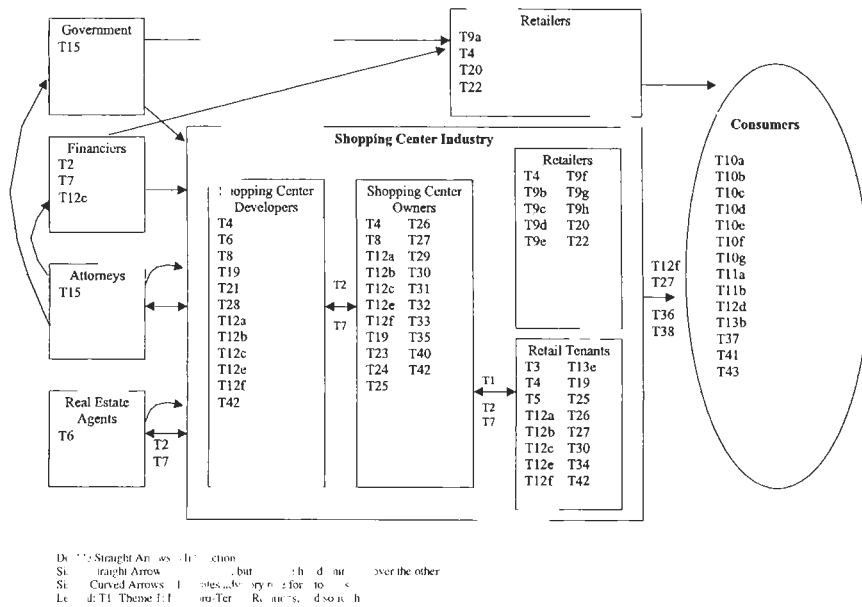 Government
T15
Retailers
T9a
T4
T20
T22
Financiers
T2
T7
T12c
Attorneys
T15
Real Estate
Agents
T6
T2
T7
Shopping Center Industry
Shopping Center
Developers
T4
T6
T8
T19
T21
T28
T12a
T12b
T12c
T12e
T12f
T42
T2
T7
Shopping Center
Owners
T4 T26
T8 T27
T12a T29
T12b T30
T12c T31
T12e T32
T12f T33
T19 T35
T23 T40
T24 T42
T25
T1
T2
T7
Retailers
T4 T9f
T9b T9g
T9c T9h
T9d T20
T9e T22
Retail Tenants
T3 T13e
T4 T19
T5 T25
T12a T26
T12b T27
T12c T30
T12e T34
T12f T42
T12f
T27
T36
T38
Consumers
T10a
T10b
T10c
T10d
T10e
T10f
T10g
T11a
T11b
T12d
T13b
T37
T41
T43
Straight
but over the other
Curved Arrows for
T1 Theme